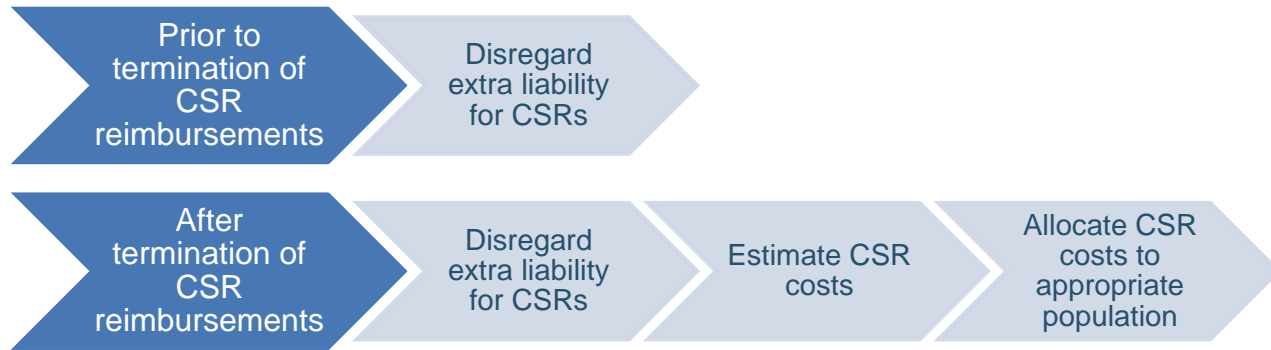 Prior to
termination of
CSR
reimbursements
Disregard
extra liability
for CSRs
After
termination of
CSR
reimbursements
Disregard
extra liability
for CSRs
Estimate CSR
costs
Allocate CSR
costs to
appropriate
population